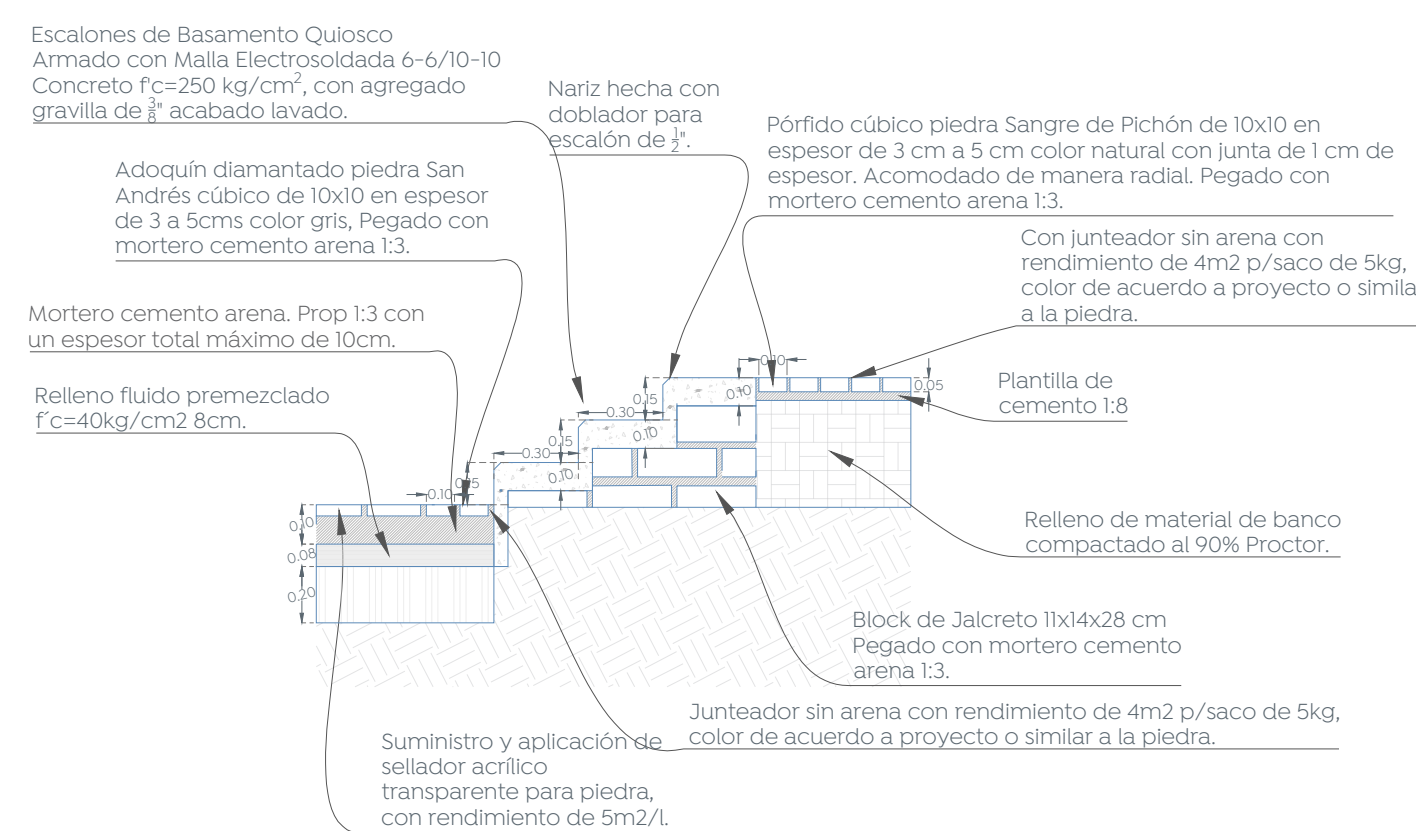 Escalones de Basamento Quiosco
Armado con Malla Electrosoldada 6-6/10-10
Concreto f'c=250 kg/cm², con agregado
gravilla de 3/8" acabado lavado.
Nariz hecha con
doblador para
escalón de 1/2".
Pórfido cúbico piedra Sangre de Pichón de 10x10 en
espesor de 3 cm a 5 cm color natural con junta de 1 cm de
espesor. Acomodado de manera radial. Pegado con
mortero cemento arena 1:3.
Adoquín diamantado piedra San
Andrés cúbico de 10x10 en espesor
de 3 a 5cms color gris, Pegado con
mortero cemento arena 1:3.
Con junteador sin arena con
rendimiento de 4m2 p/saco de 5kg,
color de acuerdo a proyecto o simila
a la piedra.
Mortero cemento arena. Prop 1:3 con
un espesor total máximo de 10cm.
Relleno fluido premezclado
f´c=40kg/cm2 8cm.
Plantilla de
cemento 1:8
0.10
0.05
0.15
0.10
0.30
0.15
0.10
0.30
0.15
0.10
0.10
0.10
0.08
0.20
Relleno de material de banco
compactado al 90% Proctor.
Block de Jalcreto 11x14x28 cm
Pegado con mortero cemento
arena 1:3.
Junteador sin arena con rendimiento de 4m2 p/saco de 5kg,
color de acuerdo a proyecto o similar a la piedra.
Suministro y aplicación de
sellador acrílico
transparente para piedra,
con rendimiento de 5m2/l.